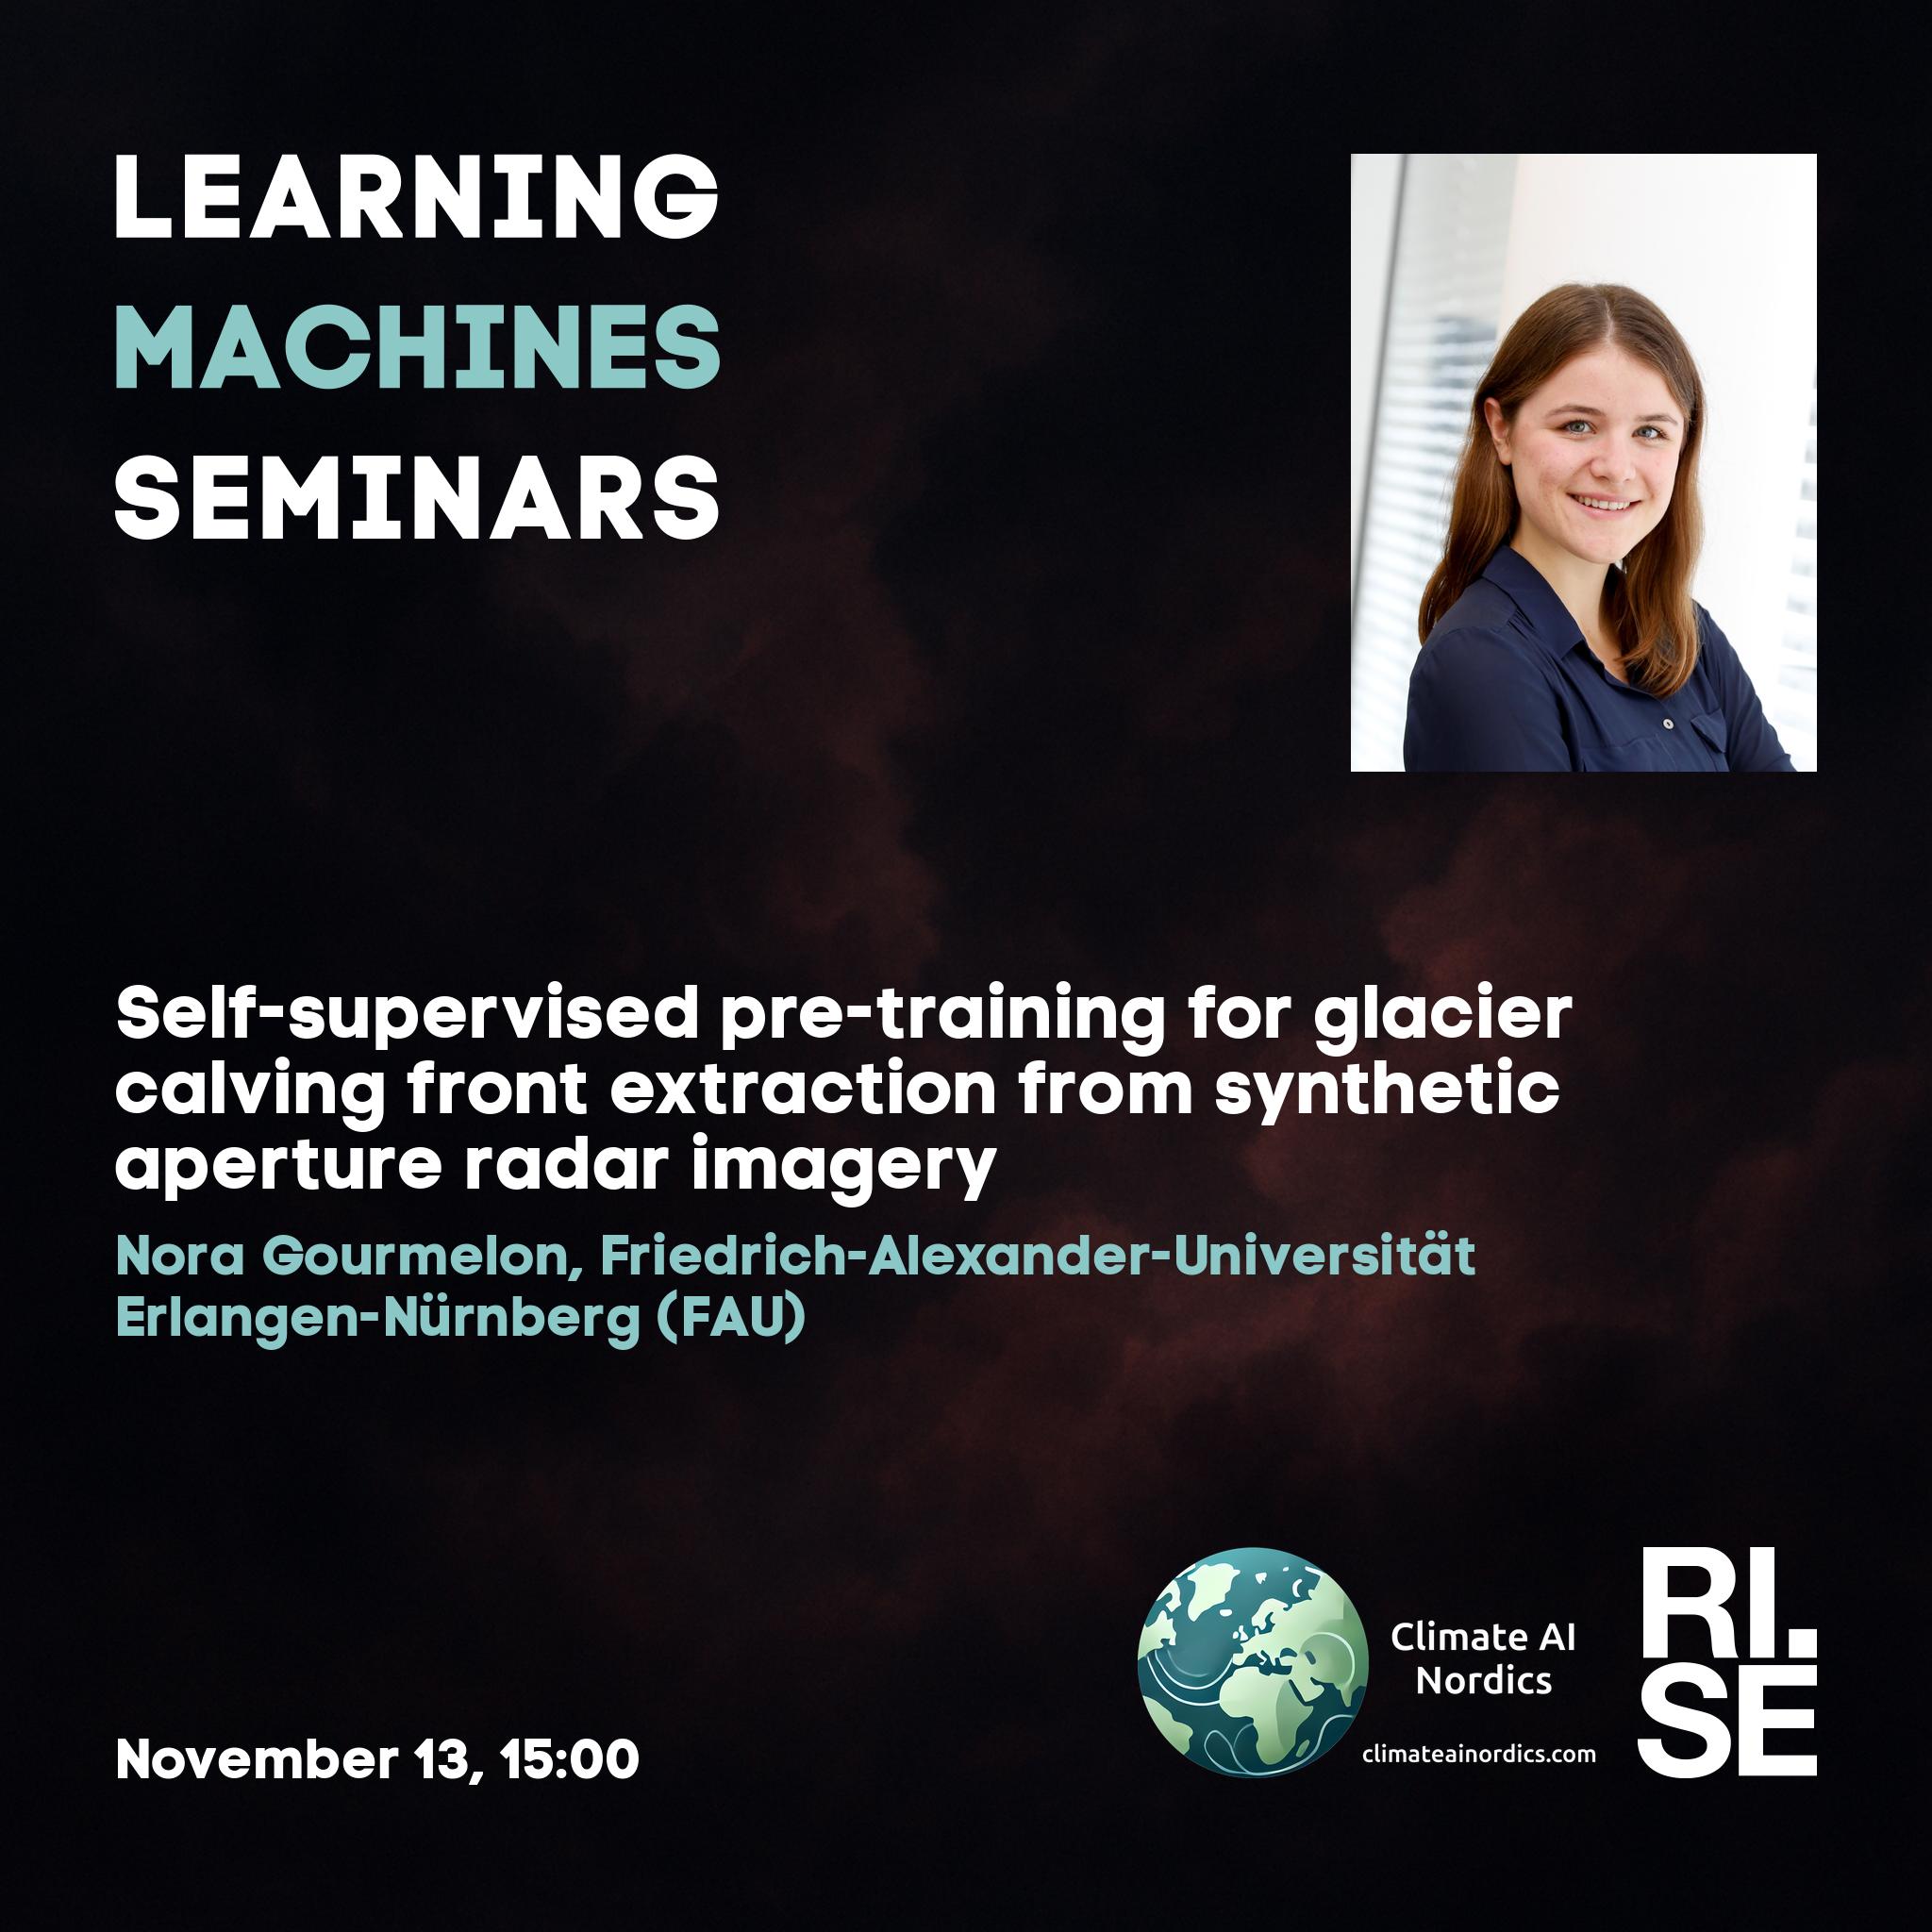 LEARNING
MACHINES
SEMINARS
Self-supervised pre-training for glacier
calving front extraction from synthetic
aperture radar imagery
Nora Gourmelon, Friedrich-Alexander-Universität
Erlangen-Nürnberg (FAU)
November 13, 15:00
Climate AI
Nordics
climateainordics.com
RI.
SE